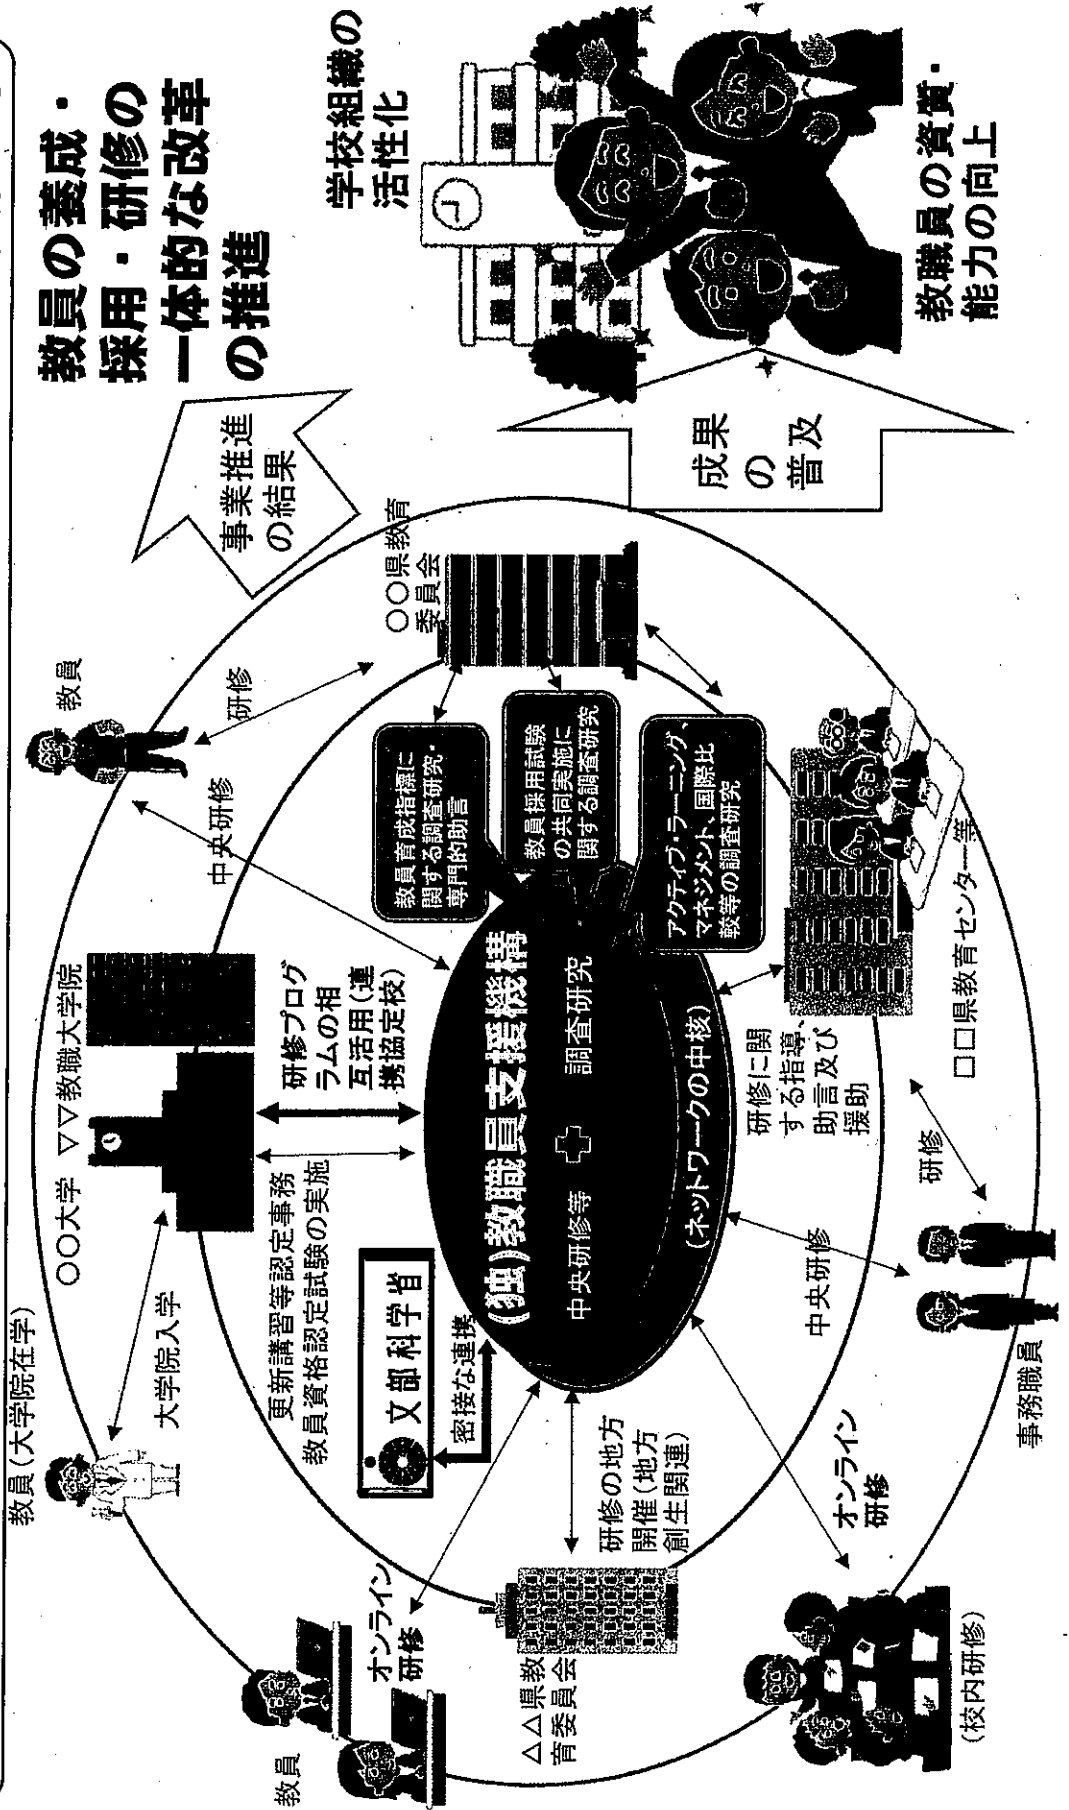 教員(大学院在学)
〇〇大学 ▽▽教職大学院
教員
大学院入学
中央研修
研修
更新講習等認定事務
教員資格認定試験の実施
研修プログ
ラムの相
互活用(連
携協定校)
教員
オンライン
研修
文部科学省
密接な連携
(独)教職員支援機構
中央研修等
調査研究
(ネットワークの中核)
教員育成指標に
関する調査研究・
専門的助言
教員採用試験
の共同実施に
関する調査研究
アクティブ・ラーニング、
マネジメント、国際比
較等の調査研究
〇〇県教育
委員会
△△県教
育委員会
研修の地方
開催(地方
創生関連)
研修に関
する指導、
助言及び
援助
(校内研修)
オンライン
研修
中央研修
事務職員
研修
□□県教育センター等
事業推進
の結果
教員の養成・
採用・研修の
一体的な改革
の推進
成果
の
普及
学校組織の
活性化
教職員の資質・
能力の向上